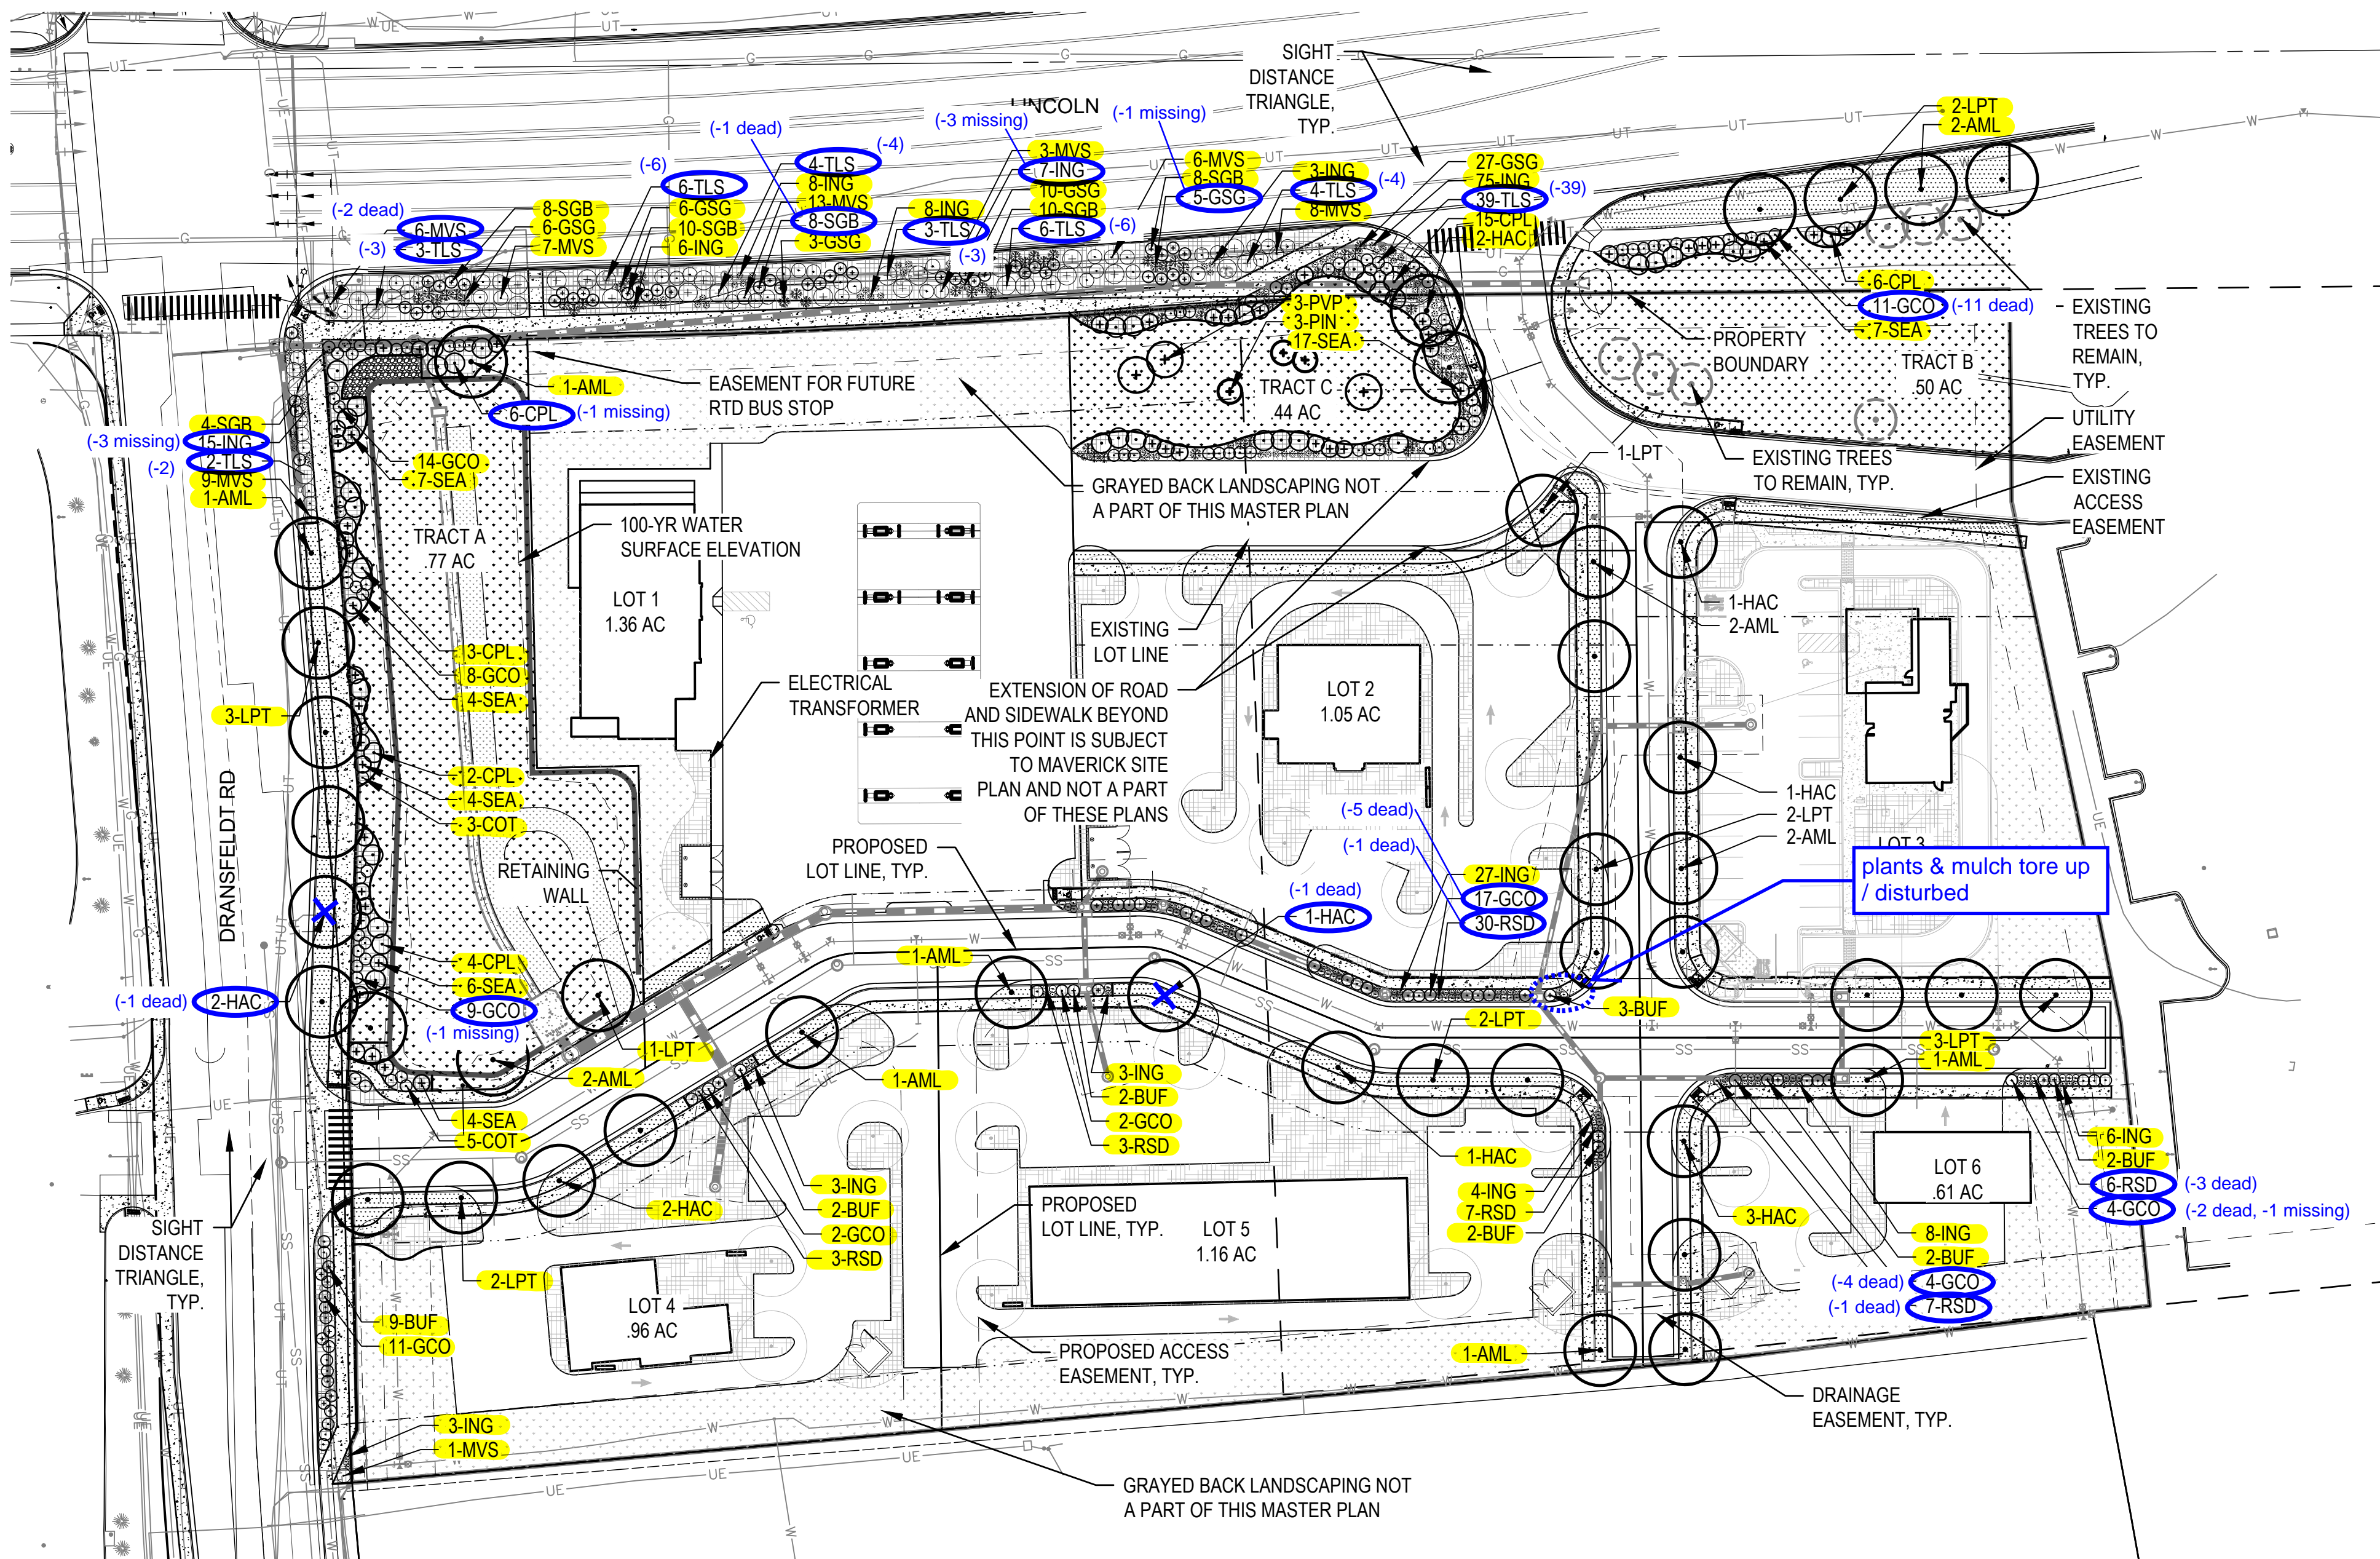 SIGHT
DISTANCE
TRIANGLE,
TYP.
LINCOLN
2-LPT
2-AML
(-2 dead)
6-MVS
3-TLS
(-3)
8-SGB
6-GSG
7-MVS
(-6)
6-TLS
6-GSG
10-SGB
6-ING
(-1 dead)
4-TLS
(-4)
8-ING
13-MVS
8-SGB
3-GSG
8-ING
3-TLS
(-3)
(-3 missing)
3-MVS
7-ING
10-GSG
10-SGB
6-TLS
(-6)
(-1 missing)
6-MVS
8-SGB
5-GSG
3-ING
4-TLS
(-4)
8-MVS
27-GSG
75-ING
39-TLS
(-39)
15-CPL
2-HAC
3-PVP
3-PIN
17-SEA
TRACT C
.44 AC
6-CPL
11-GCO
(-11 dead)
7-SEA
TRACT B
.50 AC
PROPERTY
BOUNDARY
EXISTING
TREES TO
REMAIN,
TYP.
UTILITY
EASEMENT
EXISTING
ACCESS
EASEMENT
EXISTING TREES
TO REMAIN, TYP.
1-LPT
EASEMENT FOR FUTURE
RTD BUS STOP
1-AML
6-CPL
(-1 missing)
GRAYED BACK LANDSCAPING NOT
A PART OF THIS MASTER PLAN
4-SGB
(-3 missing)
15-ING
(-2)
2-TLS
9-MVS
1-AML
14-GCO
7-SEA
TRACT A
.77 AC
100-YR WATER
SURFACE ELEVATION
LOT 1
1.36 AC
3-CPL
8-GCO
4-SEA
3-LPT
ELECTRICAL
TRANSFORMER
12-CPL
4-SEA
3-COT
DRANSFELDT RD
RETAINING
WALL
EXISTING
LOT LINE
EXTENSION OF ROAD
AND SIDEWALK BEYOND
THIS POINT IS SUBJECT
TO MAVERICK SITE
PLAN AND NOT A PART
OF THESE PLANS
LOT 2
1.05 AC
1-HAC
2-AML
1-HAC
2-LPT
2-AML
LOT 3
plants & mulch tore up
/ disturbed
PROPOSED
LOT LINE, TYP.
(-5 dead)
(-1 dead)
27-ING
17-GCO
30-RSD
(-1 dead)
1-HAC
1-AML
4-CPL
6-SEA
9-GCO
(-1 missing)
(-1 dead)
2-HAC
11-LPT
2-AML
1-AML
2-LPT
3-BUF
3-LPT
1-AML
4-SEA
5-COT
3-ING
2-BUF
2-GCO
3-RSD
3-ING
2-BUF
2-GCO
3-RSD
1-HAC
4-ING
7-RSD
2-BUF
LOT 6
.61 AC
6-ING
2-BUF
6-RSD
(-3 dead)
4-GCO
(-2 dead, -1 missing)
3-HAC
8-ING
2-BUF
(-4 dead)
4-GCO
(-1 dead)
7-RSD
2-HAC
2-LPT
SIGHT
DISTANCE
TRIANGLE,
TYP.
PROPOSED
LOT LINE, TYP.
LOT 5
1.16 AC
LOT 4
.96 AC
9-BUF
11-GCO
PROPOSED ACCESS
EASEMENT, TYP.
1-AML
DRAINAGE
EASEMENT, TYP.
3-ING
1-MVS
GRAYED BACK LANDSCAPING NOT
A PART OF THIS MASTER PLAN